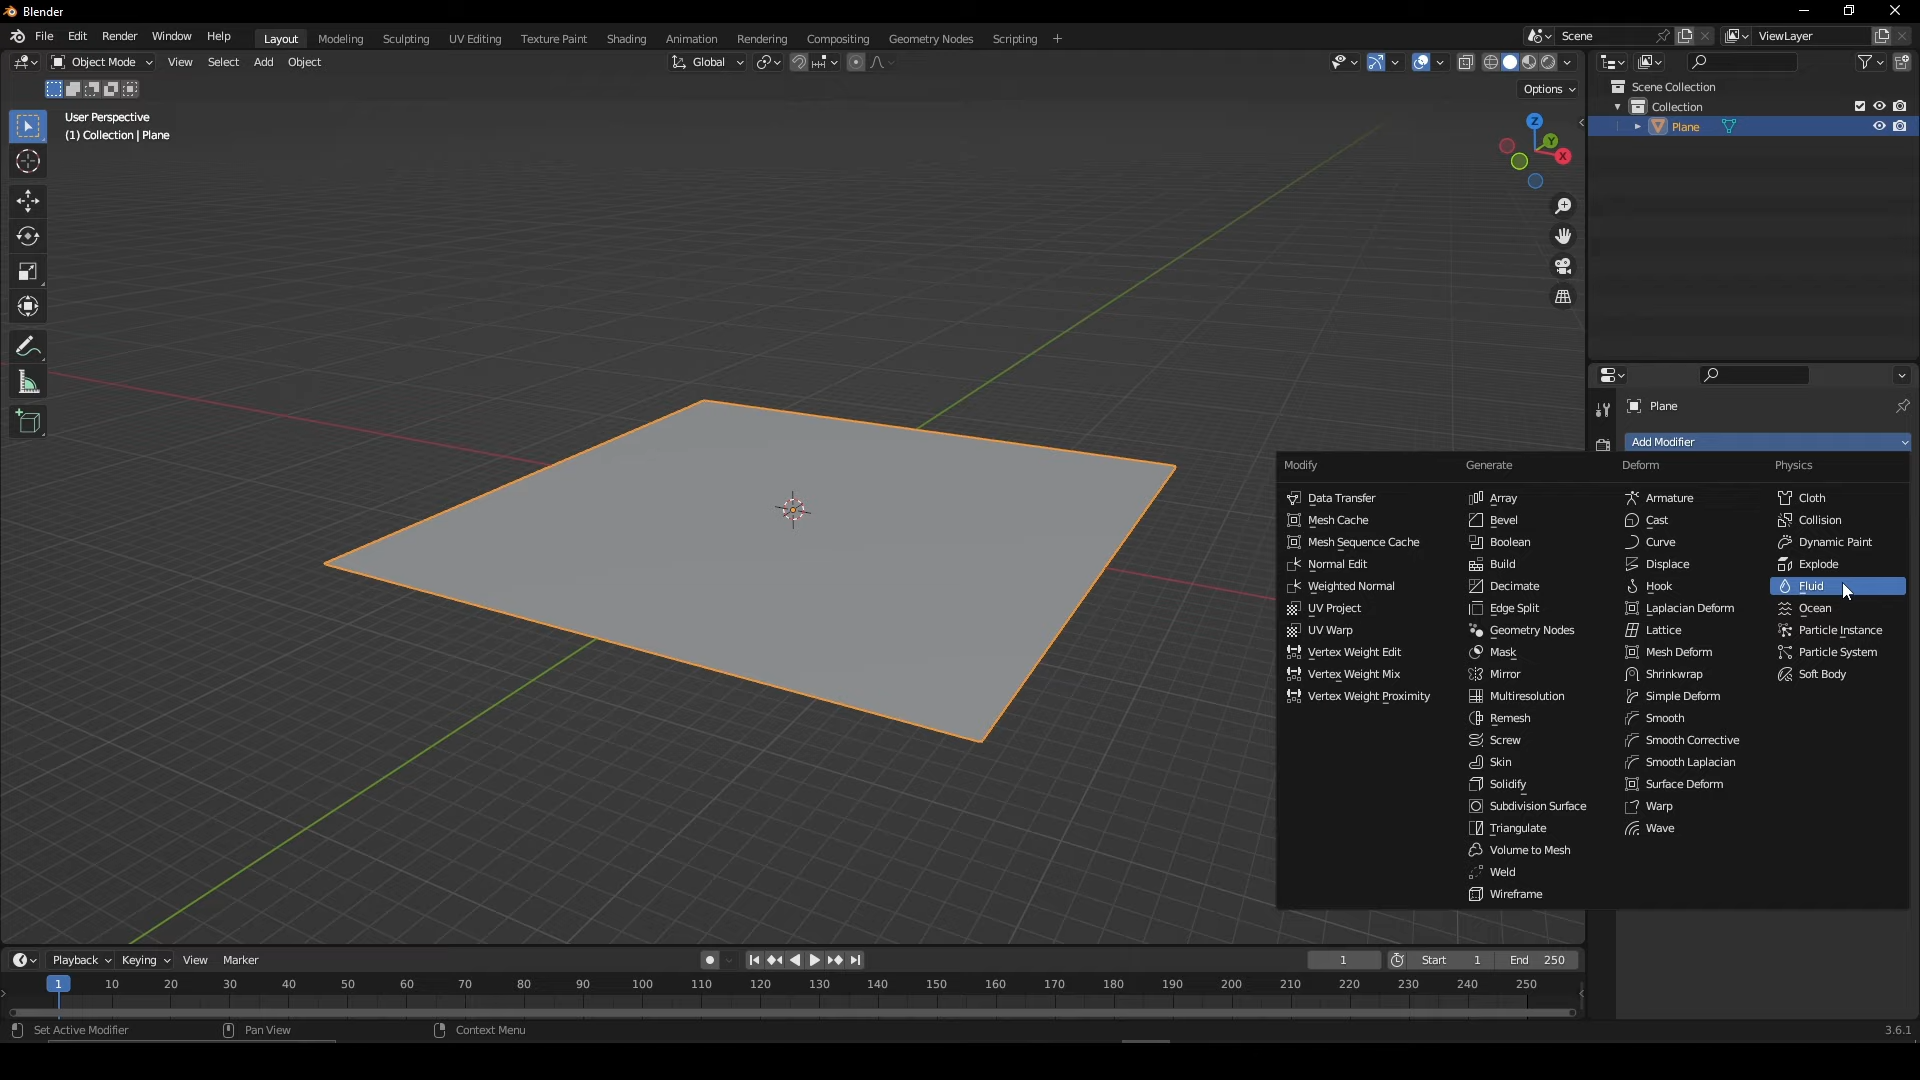 Blender
File Edit Render Window Help Layout Modeling Sculpting UV Editing Texture Paint Shading Animation Rendering Compositing Geometry Nodes Scripting + Scene ViewLayer
Object Mode View Select Add Object Global
Options
User Perspective
(1) Collection | Plane
Z
Y
X
Scene Collection
Collection
Plane
Plane
Add Modifier
Modify Generate Deform Physics
Data Transfer Array Armature Cloth
Mesh Cache Bevel Cast Collision
Mesh Sequence Cache Boolean Curve Dynamic Paint
Normal Edit Build Displace Explode
Weighted Normal Decimate Hook Fluid
UV Project Edge Split Laplacian Deform Ocean
UV Warp Geometry Nodes Lattice Particle Instance
Vertex Weight Edit Mask Mesh Deform Particle System
Vertex Weight Mix Mirror Shrinkwrap Soft Body
Vertex Weight Proximity Multiresolution Simple Deform
Remesh Smooth
Screw Smooth Corrective
Skin Smooth Laplacian
Solidify Surface Deform
Subdivision Surface Warp
Triangulate Wave
Volume to Mesh
Weld
Wireframe
Playback Keying View Marker 1 Start 1 End 250
1 10 20 30 40 50 60 70 80 90 100 110 120 130 140 150 160 170 180 190 200 210 220 230 240 250
Set Active Modifier Pan View Context Menu 3.6.1